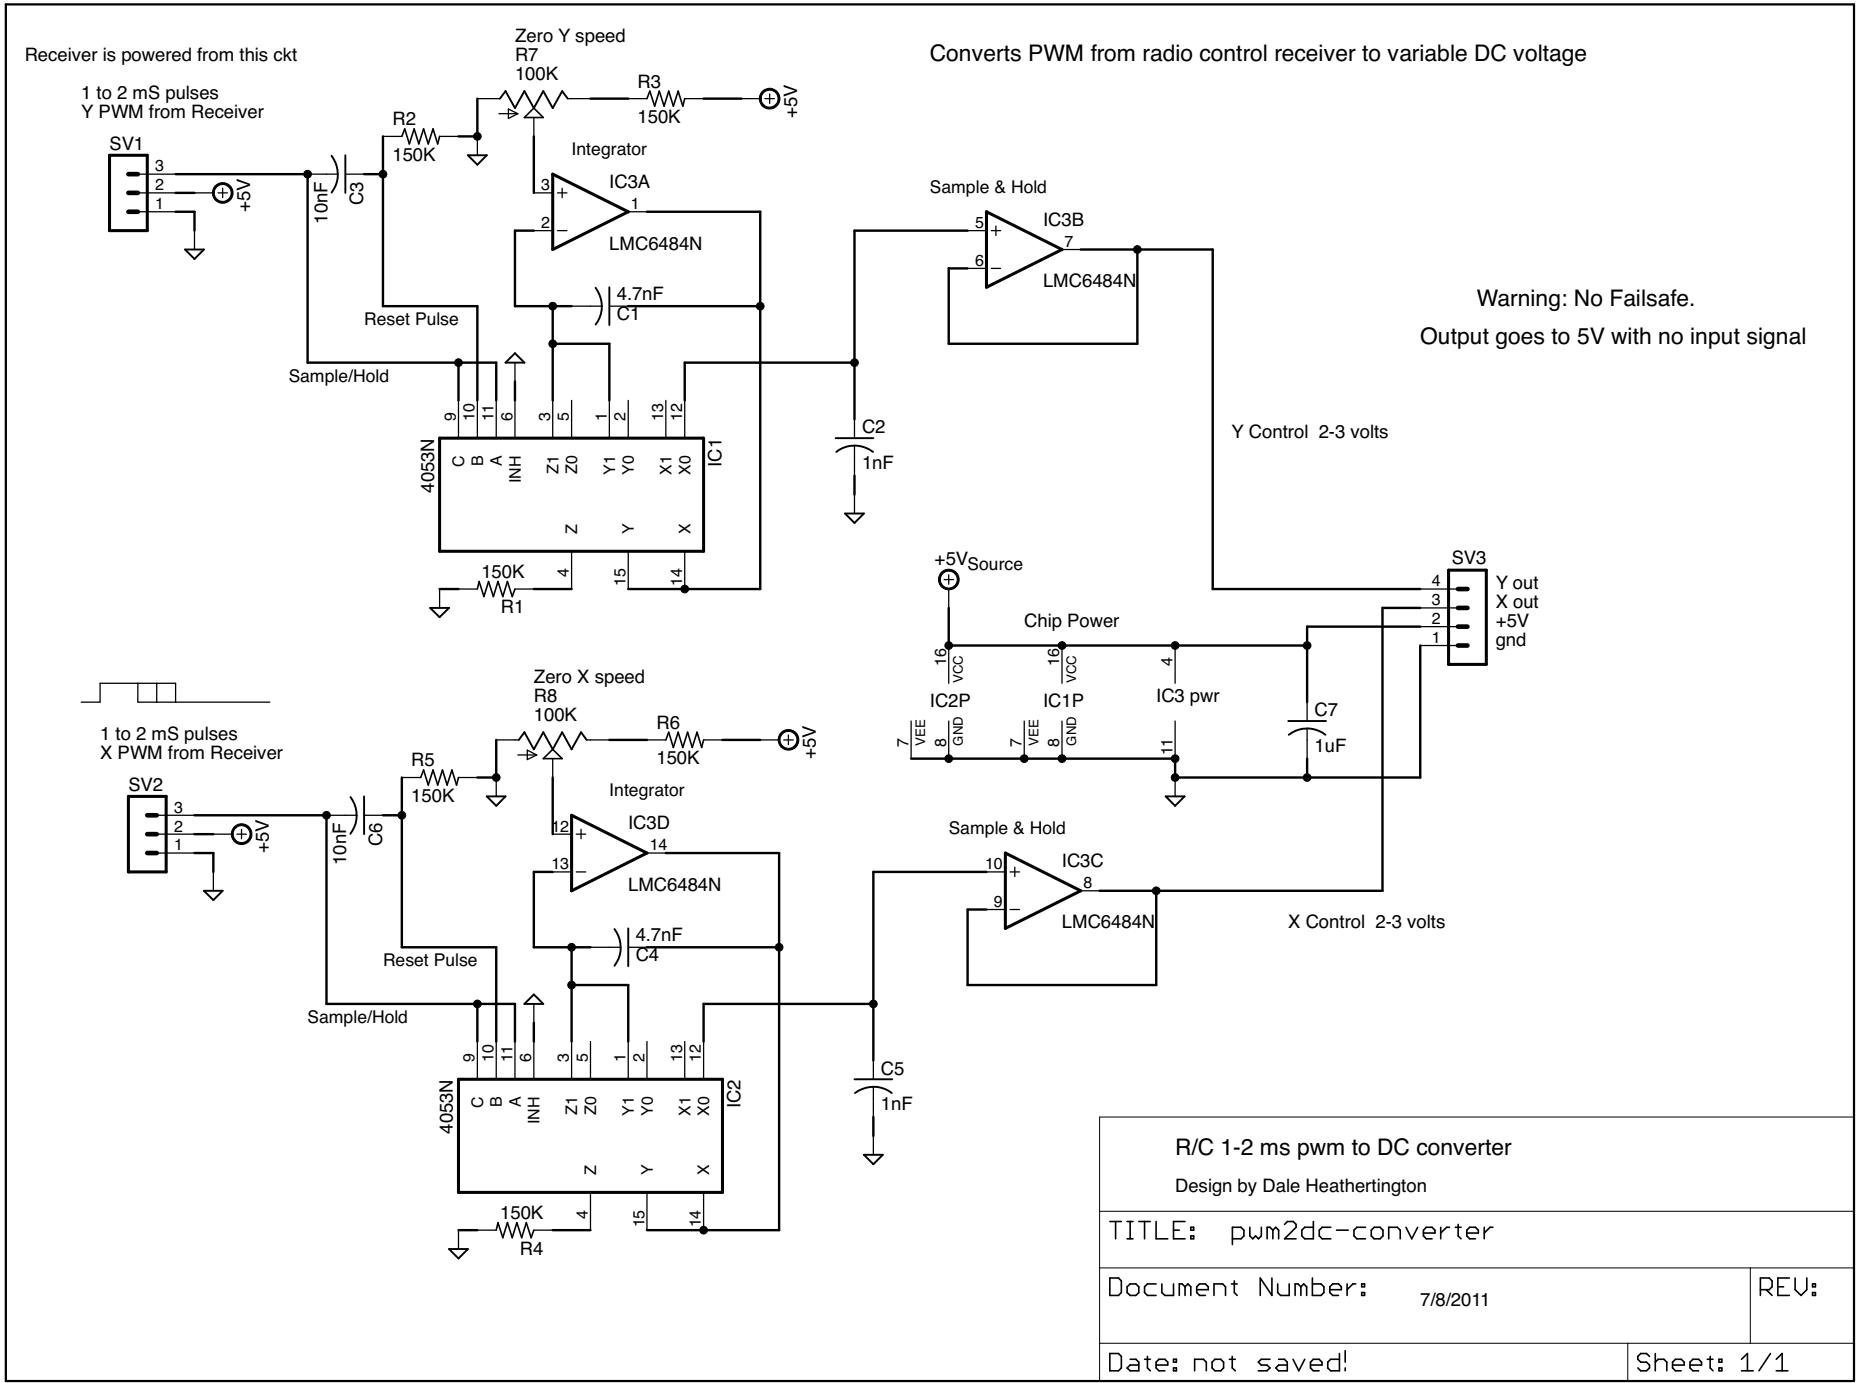 Receiver is powered from this ckt
Converts PWM from radio control receiver to variable DC voltage
Zero Y speed
R7
100K
R3
150K
+5V
1 to 2 mS pulses
Y PWM from Receiver
SV1
3
2
1
+5V
10nF
C3
R2
150K
Integrator
3
2
1
+
−
IC3A
LMC6484N
4.7nF
C1
Reset Pulse
Sample/Hold
Sample & Hold
5
6
7
+
−
IC3B
LMC6484N
Warning: No Failsafe.
Output goes to 5V with no input signal
9
10
11
6
3
5
1
2
13
12
4053N
C
B
A
INH
Z1
Z0
Y1
Y0
X1
X0
IC1
Z
Y
X
4
15
14
150K
R1
C2
1nF
Y Control 2-3 volts
+5V
Source
Chip Power
16
VCC
16
VCC
4
IC2P
IC1P
IC3 pwr
7
VEE
8
GND
7
VEE
8
GND
11
C7
1uF
SV3
4
3
2
1
Y out
X out
+5V
gnd
Zero X speed
R8
100K
R6
150K
+5V
1 to 2 mS pulses
X PWM from Receiver
SV2
3
2
1
+5V
10nF
C6
R5
150K
Integrator
12
13
14
+
−
IC3D
LMC6484N
4.7nF
C4
Reset Pulse
Sample/Hold
Sample & Hold
10
9
8
+
−
IC3C
LMC6484N
X Control 2-3 volts
9
10
11
6
3
5
1
2
13
12
4053N
C
B
A
INH
Z1
Z0
Y1
Y0
X1
X0
IC2
Z
Y
X
4
15
14
150K
R4
C5
1nF
R/C 1-2 ms pwm to DC converter
Design by Dale Heathertington
TITLE: pwm2dc-converter
Document Number:
7/8/2011
REV:
Date: not saved!
Sheet: 1/1